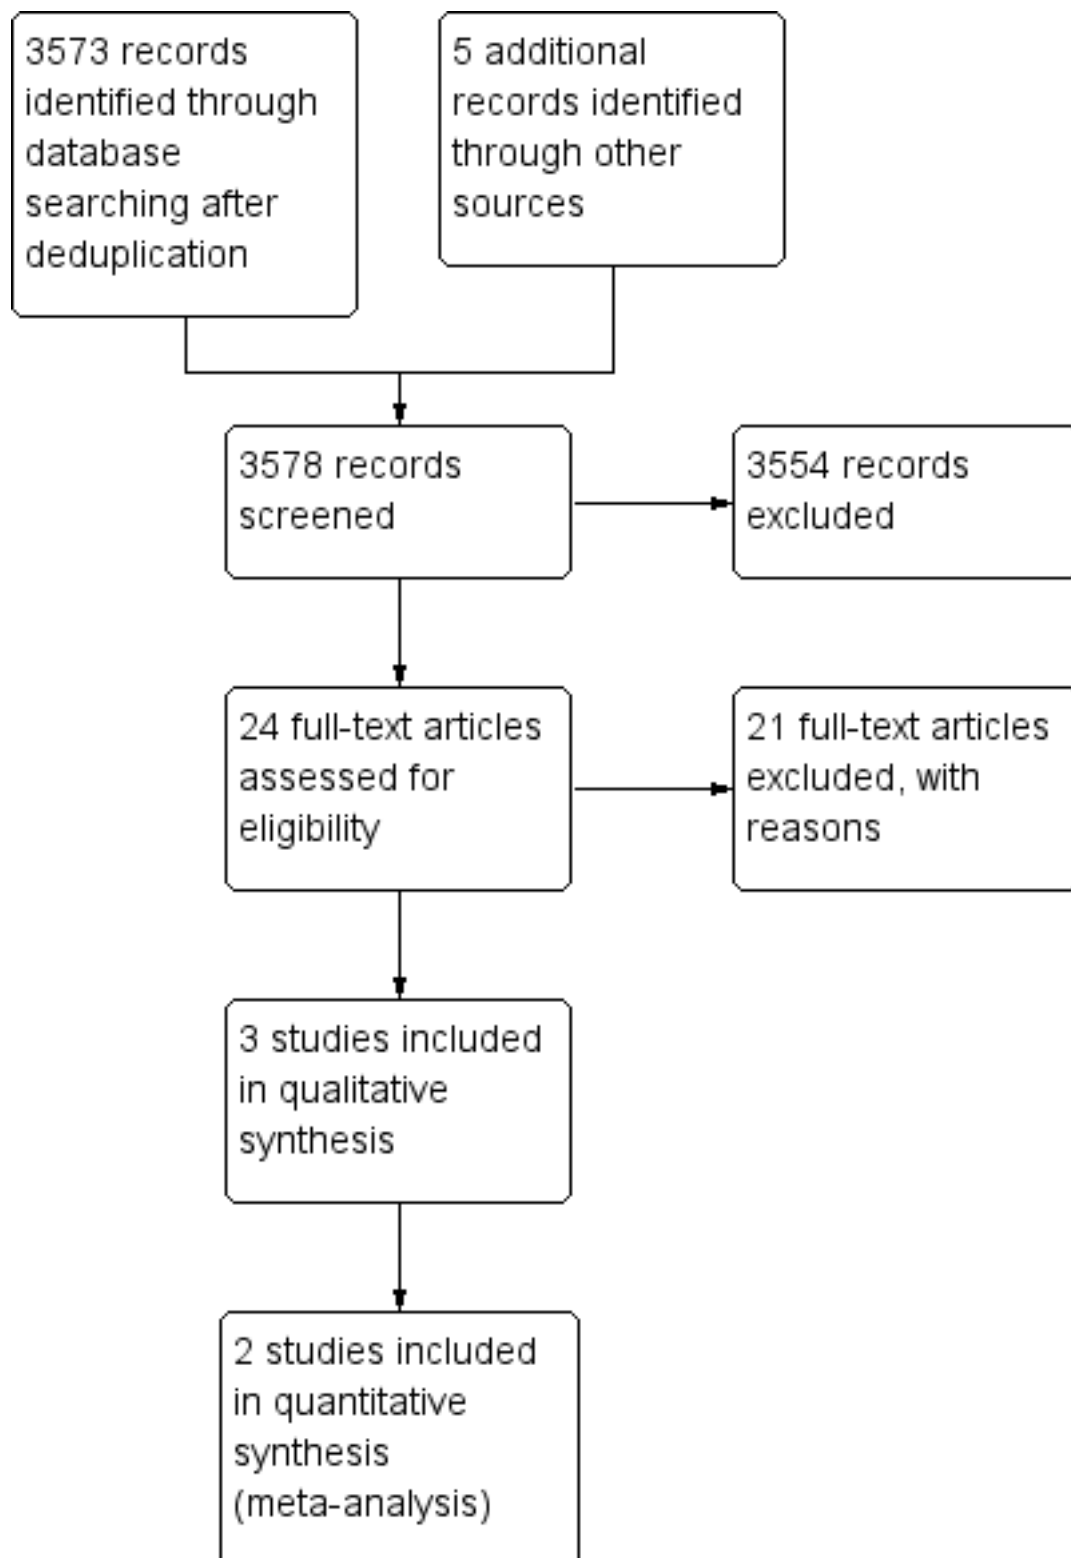 3573 records
identified through
database
searching after
deduplication
5 additional
records identified
through other
sources
3578 records
screened
3554 records
excluded
24 full-text articles
assessed for
eligibility
21 full-text articles
excluded, with
reasons
3 studies included
in qualitative
synthesis
2 studies included
in quantitative
synthesis
(meta-analysis)